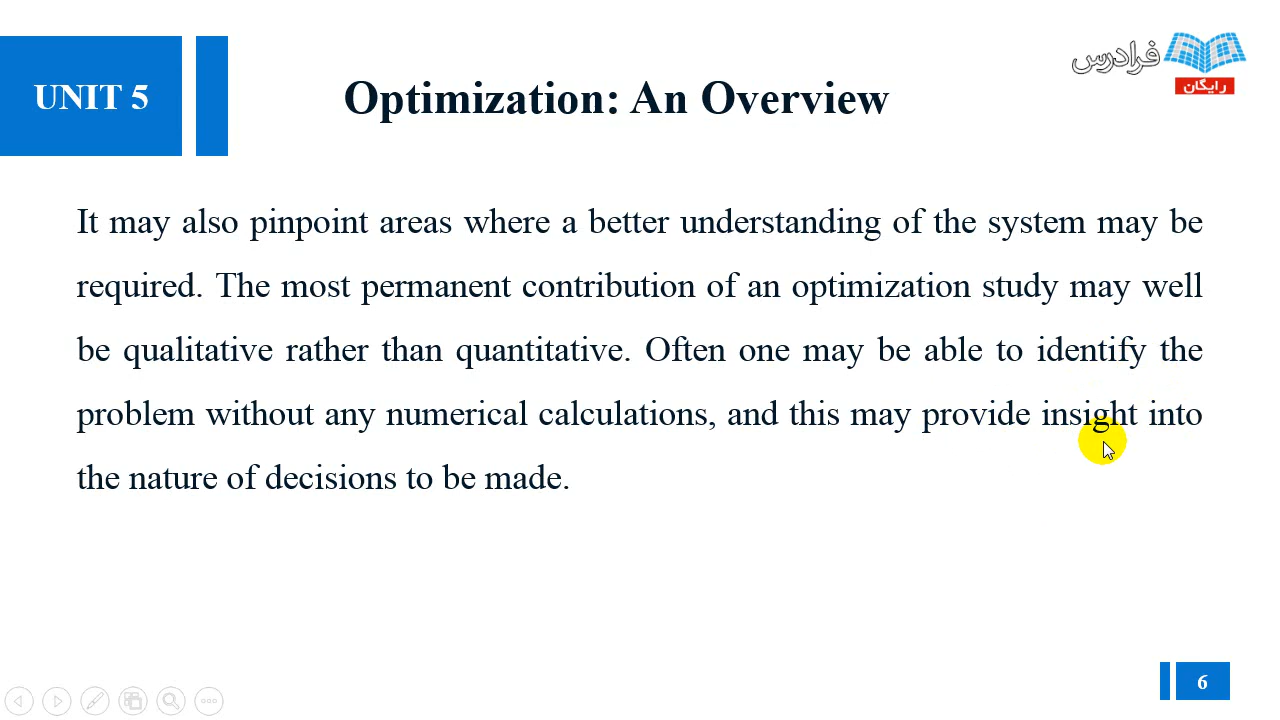 UNIT 5
Optimization: An Overview
فرادرس
رایگان
It may also pinpoint areas where a better understanding of the system may be
required. The most permanent contribution of an optimization study may well
be qualitative rather than quantitative. Often one may be able to identify the
problem without any numerical calculations, and this may provide insight into
the nature of decisions to be made.
6